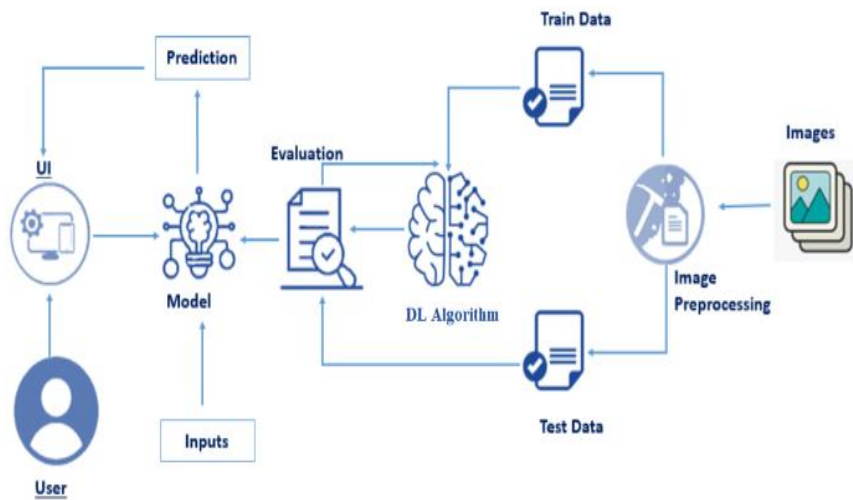 Train Data
Prediction
Images
Evaluation
UI
Model
DL Algorithm
Image
Preprocessing
Inputs
Test Data
User